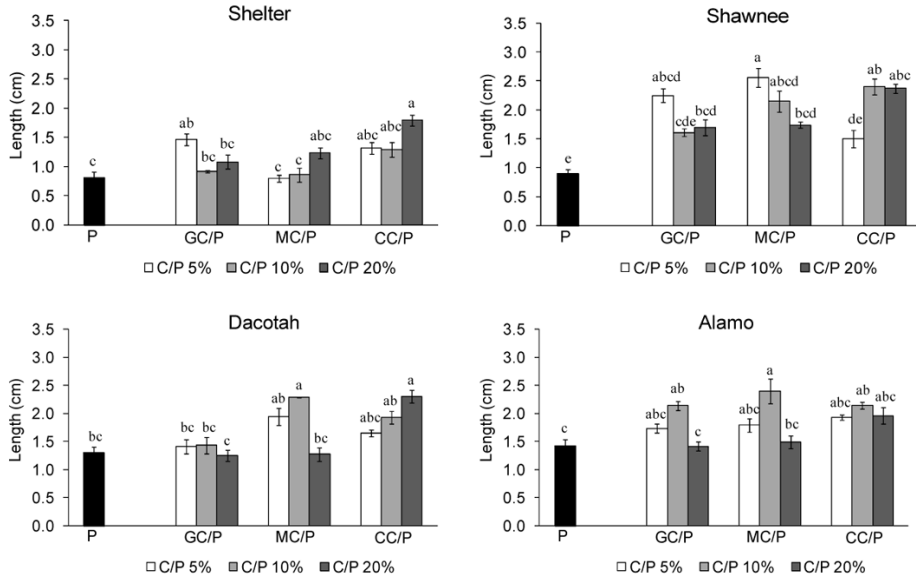 Shelter
Length (cm)
3.5
3.0
2.5
2.0
1.5
1.0
0.5
0.0
c
ab
bc
bc
c
c
abc
abc
abc
a
P
GC/P
MC/P
CC/P
C/P 5% C/P 10% C/P 20%
Shawnee
Length (cm)
3.5
3.0
2.5
2.0
1.5
1.0
0.5
0.0
e
abcd
cde
bcd
a
abcd
bcd
de
ab
abc
P
GC/P
MC/P
CC/P
C/P 5% C/P 10% C/P 20%
Dacotah
Length (cm)
3.5
3.0
2.5
2.0
1.5
1.0
0.5
0.0
bc
bc
bc
c
ab
a
bc
abc
ab
a
P
GC/P
MC/P
CC/P
C/P 5% C/P 10% C/P 20%
Alamo
Length (cm)
3.5
3.0
2.5
2.0
1.5
1.0
0.5
0.0
c
abc
ab
c
abc
a
bc
abc
ab
abc
P
GC/P
MC/P
CC/P
C/P 5% C/P 10% C/P 20%